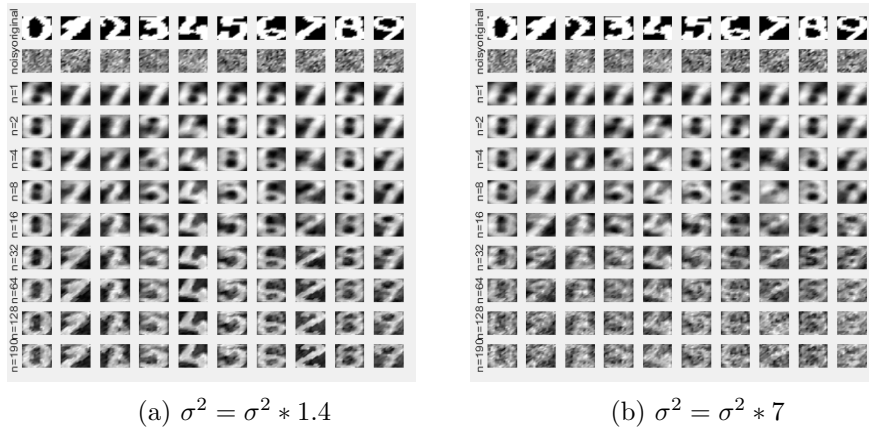 original
noisy
n=1
n=2
n=4
n=8
n=16
n=32
n=64
n=128
n=190
(a) σ² = σ² * 1.4
original
noisy
n=1
n=2
n=4
n=8
n=16
n=32
n=64
n=128
n=190
(b) σ² = σ² * 7